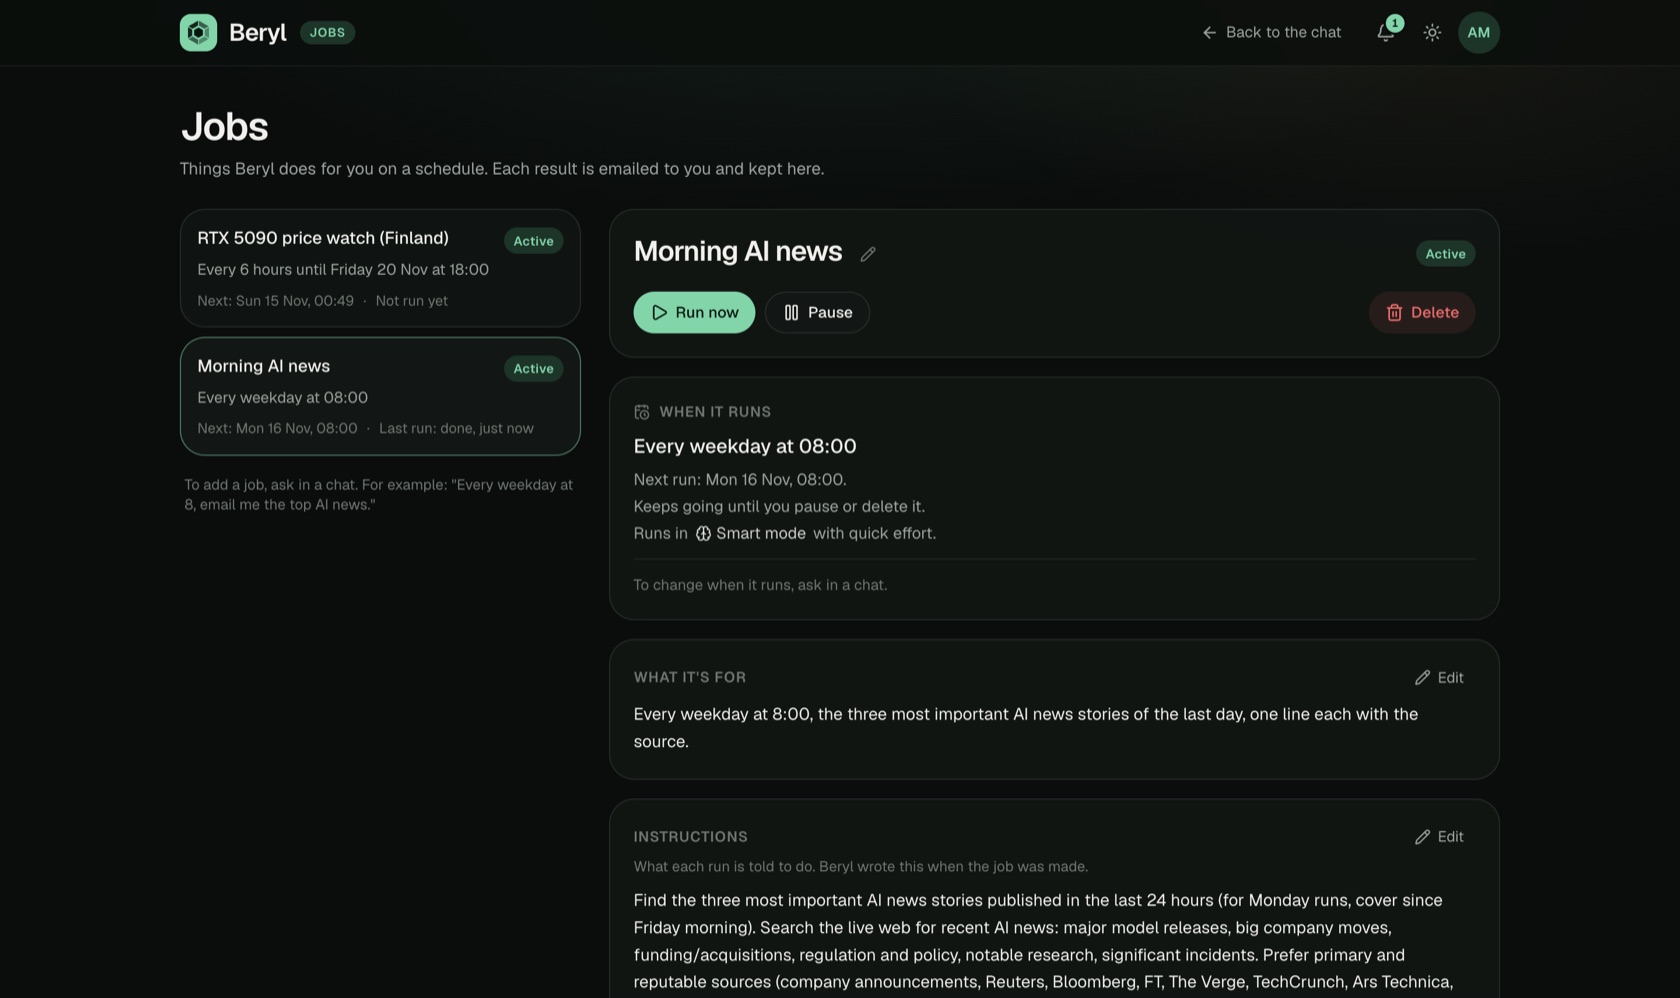 Beryl
JOBS
Back to the chat
1
AM
Jobs
Things Beryl does for you on a schedule. Each result is emailed to you and kept here.
RTX 5090 price watch (Finland)
Active
Every 6 hours until Friday 20 Nov at 18:00
Next: Sun 15 Nov, 00:49 · Not run yet
Morning AI news
Active
Every weekday at 08:00
Next: Mon 16 Nov, 08:00 · Last run: done, just now
To add a job, ask in a chat. For example: "Every weekday at
8, email me the top AI news."
Morning AI news
Active
Run now
Pause
Delete
WHEN IT RUNS
Every weekday at 08:00
Next run: Mon 16 Nov, 08:00.
Keeps going until you pause or delete it.
Runs in Smart mode with quick effort.
To change when it runs, ask in a chat.
WHAT IT'S FOR
Edit
Every weekday at 8:00, the three most important AI news stories of the last day, one line each with the
source.
INSTRUCTIONS
Edit
What each run is told to do. Beryl wrote this when the job was made.
Find the three most important AI news stories published in the last 24 hours (for Monday runs, cover since
Friday morning). Search the live web for recent AI news: major model releases, big company moves,
funding/acquisitions, regulation and policy, notable research, significant incidents. Prefer primary and
reputable sources (company announcements, Reuters, Bloomberg, FT, The Verge, TechCrunch, Ars Technica,